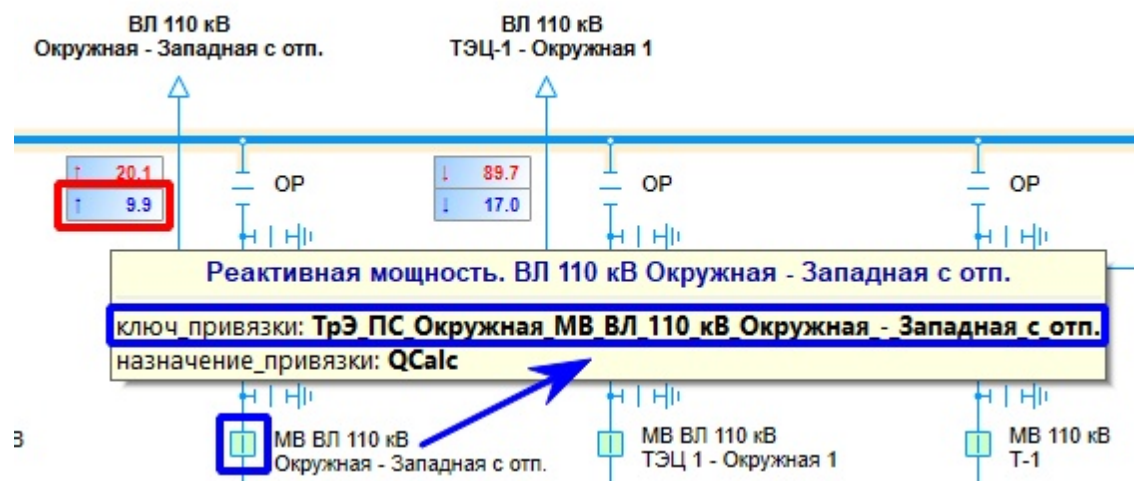 ВЛ 110 кВ
Окружная - Западная с отп.
ВЛ 110 кВ
ТЭЦ-1 - Окружная 1
↑ 20.1
↑ 9.9
ОР
↓ 89.7
↓ 17.0
ОР
ОР
Реактивная мощность. ВЛ 110 кВ Окружная - Западная с отп.
ключ_привязки: ТрЭ_ПС_Окружная_МВ_ВЛ_110_кВ_Окружная_-_Западная_с_отп.
назначение_привязки: QCalc
В
МВ ВЛ 110 кВ
Окружная - Западная с отп.
МВ ВЛ 110 кВ
ТЭЦ 1 - Окружная 1
МВ 110 кВ
Т-1